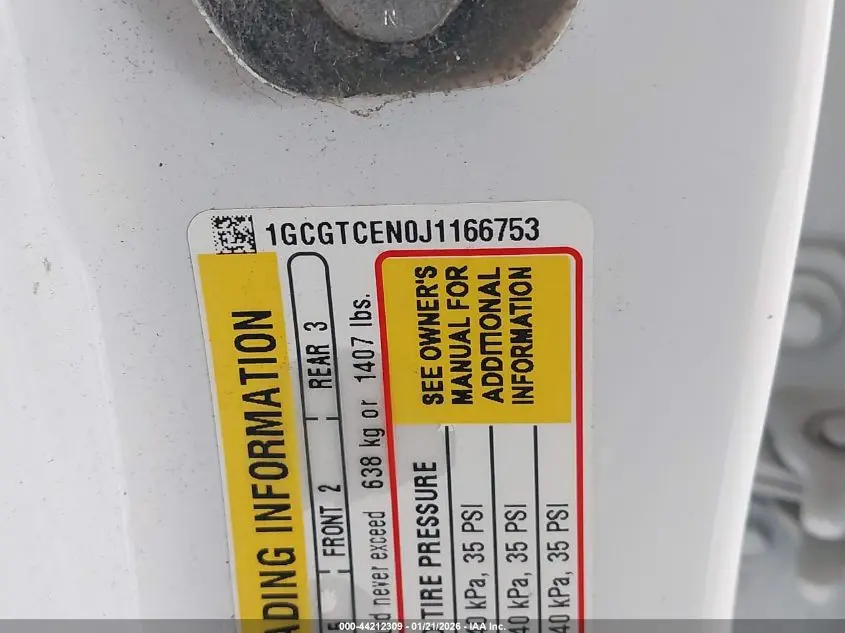 N
1GCGTCEN0J1166753
ADING INFORMATION
FRONT 2
REAR 3
d never exceed 638 kg or 1407 lbs.
SEE OWNER'S
MANUAL FOR
ADDITIONAL
INFORMATION
TIRE PRESSURE
kPa, 35 PSI
40 kPa, 35 PSI
40 kPa, 35 PSI
000-44212309 - 01/21/2026 - IAA Inc.